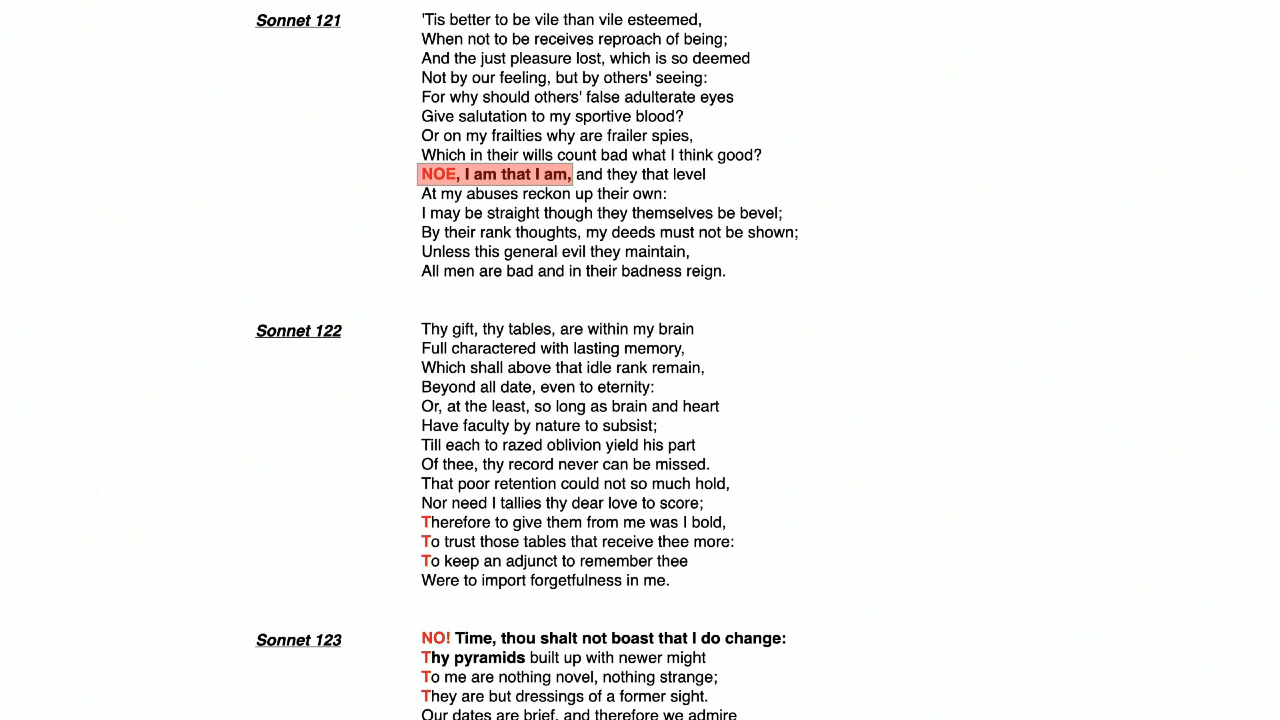 Sonnet 121
'Tis better to be vile than vile esteemed,
When not to be receives reproach of being;
And the just pleasure lost, which is so deemed
Not by our feeling, but by others' seeing:
For why should others' false adulterate eyes
Give salutation to my sportive blood?
Or on my frailties why are frailer spies,
Which in their wills count bad what I think good?
NOE, I am that I am, and they that level
At my abuses reckon up their own:
I may be straight though they themselves be bevel;
By their rank thoughts, my deeds must not be shown;
Unless this general evil they maintain,
All men are bad and in their badness reign.
Sonnet 122
Thy gift, thy tables, are within my brain
Full charactered with lasting memory,
Which shall above that idle rank remain,
Beyond all date, even to eternity:
Or, at the least, so long as brain and heart
Have faculty by nature to subsist;
Till each to razed oblivion yield his part
Of thee, thy record never can be missed.
That poor retention could not so much hold,
Nor need I tallies thy dear love to score;
Therefore to give them from me was I bold,
To trust those tables that receive thee more:
To keep an adjunct to remember thee
Were to import forgetfulness in me.
Sonnet 123
NO! Time, thou shalt not boast that I do change:
Thy pyramids built up with newer might
To me are nothing novel, nothing strange;
They are but dressings of a former sight.
Our dates are brief, and therefore we admire